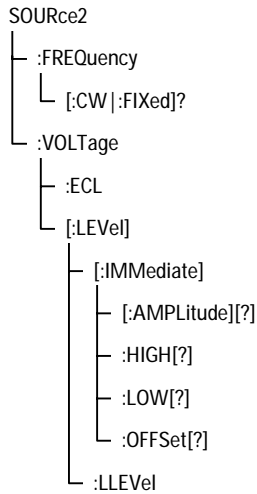 SOURce2
:FREQuency
[:CW|:FIXed]?
:VOLTage
:ECL
[:LEVel]
[:IMMediate]
[:AMPLitude][?]
:HIGH[?]
:LOW[?]
:OFFSet[?]
:LLEVel